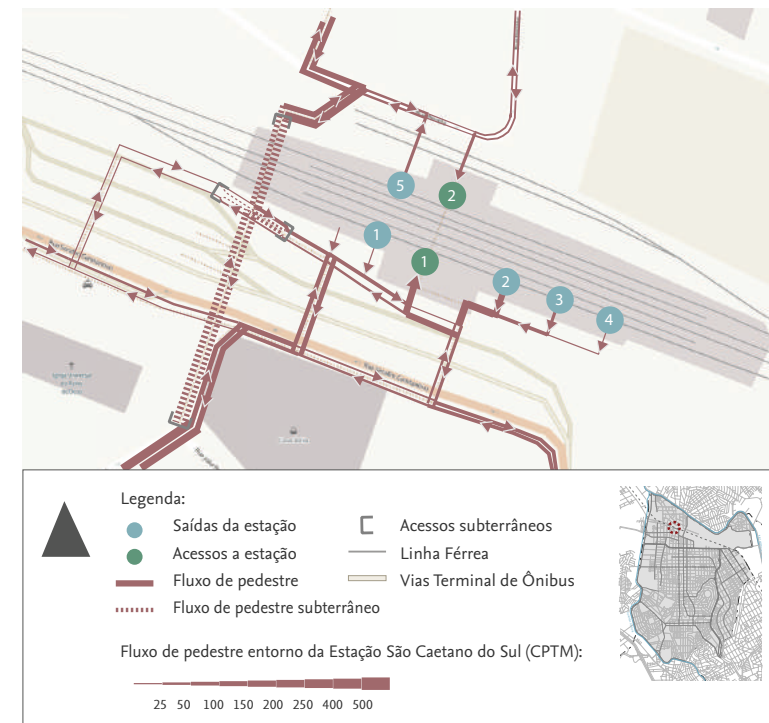 5
2
1
1
2
3
4
Legenda:
Saídas da estação
Acessos a estação
Fluxo de pedestre
Fluxo de pedestre subterrâneo
Acessos subterrâneos
Linha Férrea
Vias Terminal de Ônibus
Fluxo de pedestre entorno da Estação São Caetano do Sul (CPTM):
25 50 100 150 200 250 400 500